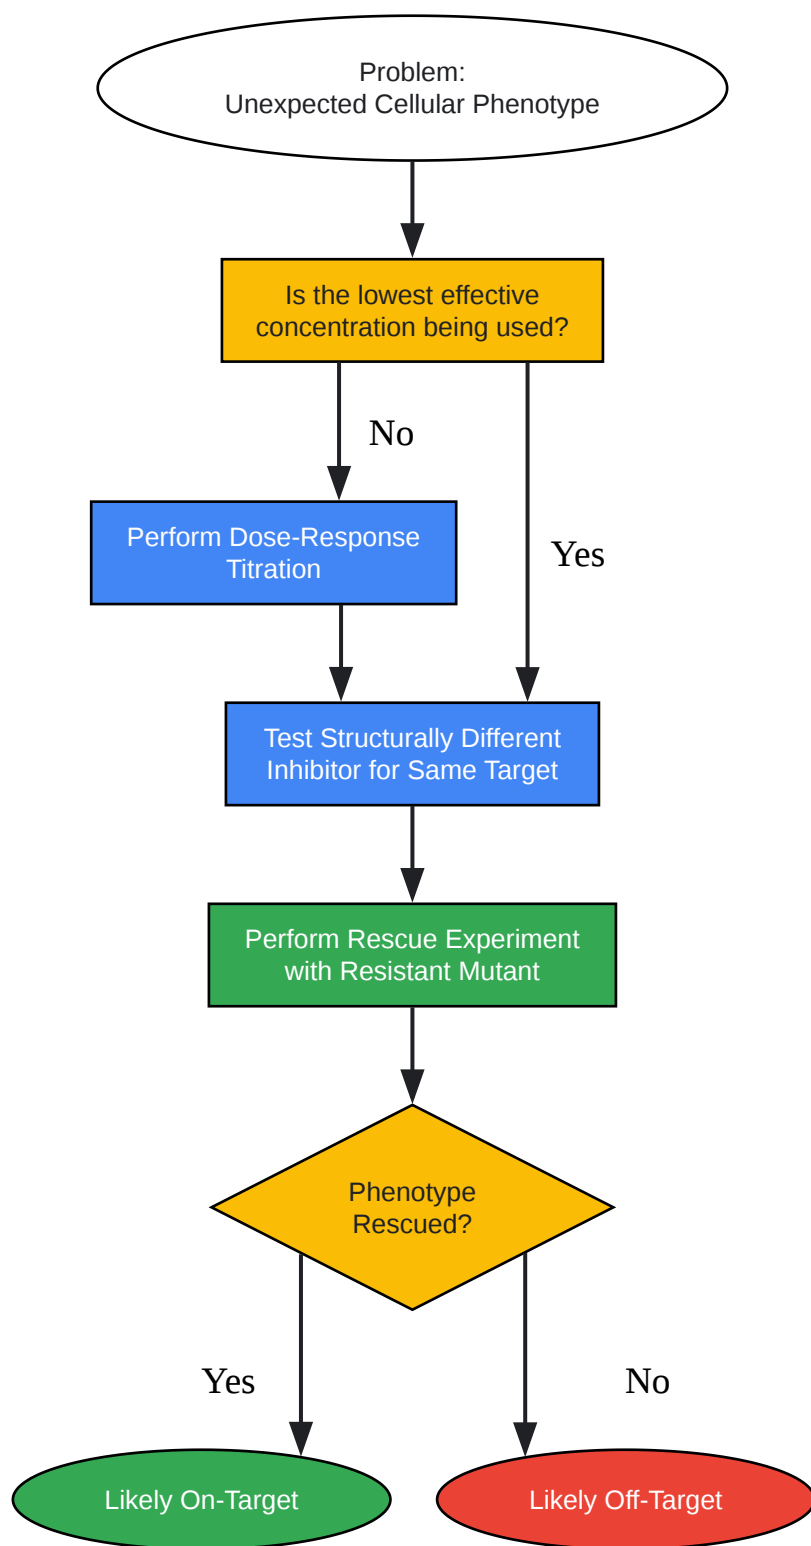 Problem:
Unexpected Cellular Phenotype
Is the lowest effective
concentration being used?
No
Perform Dose-Response
Titration
Yes
Test Structurally Different
Inhibitor for Same Target
Perform Rescue Experiment
with Resistant Mutant
Phenotype
Rescued?
Yes
No
Likely On-Target
Likely Off-Target